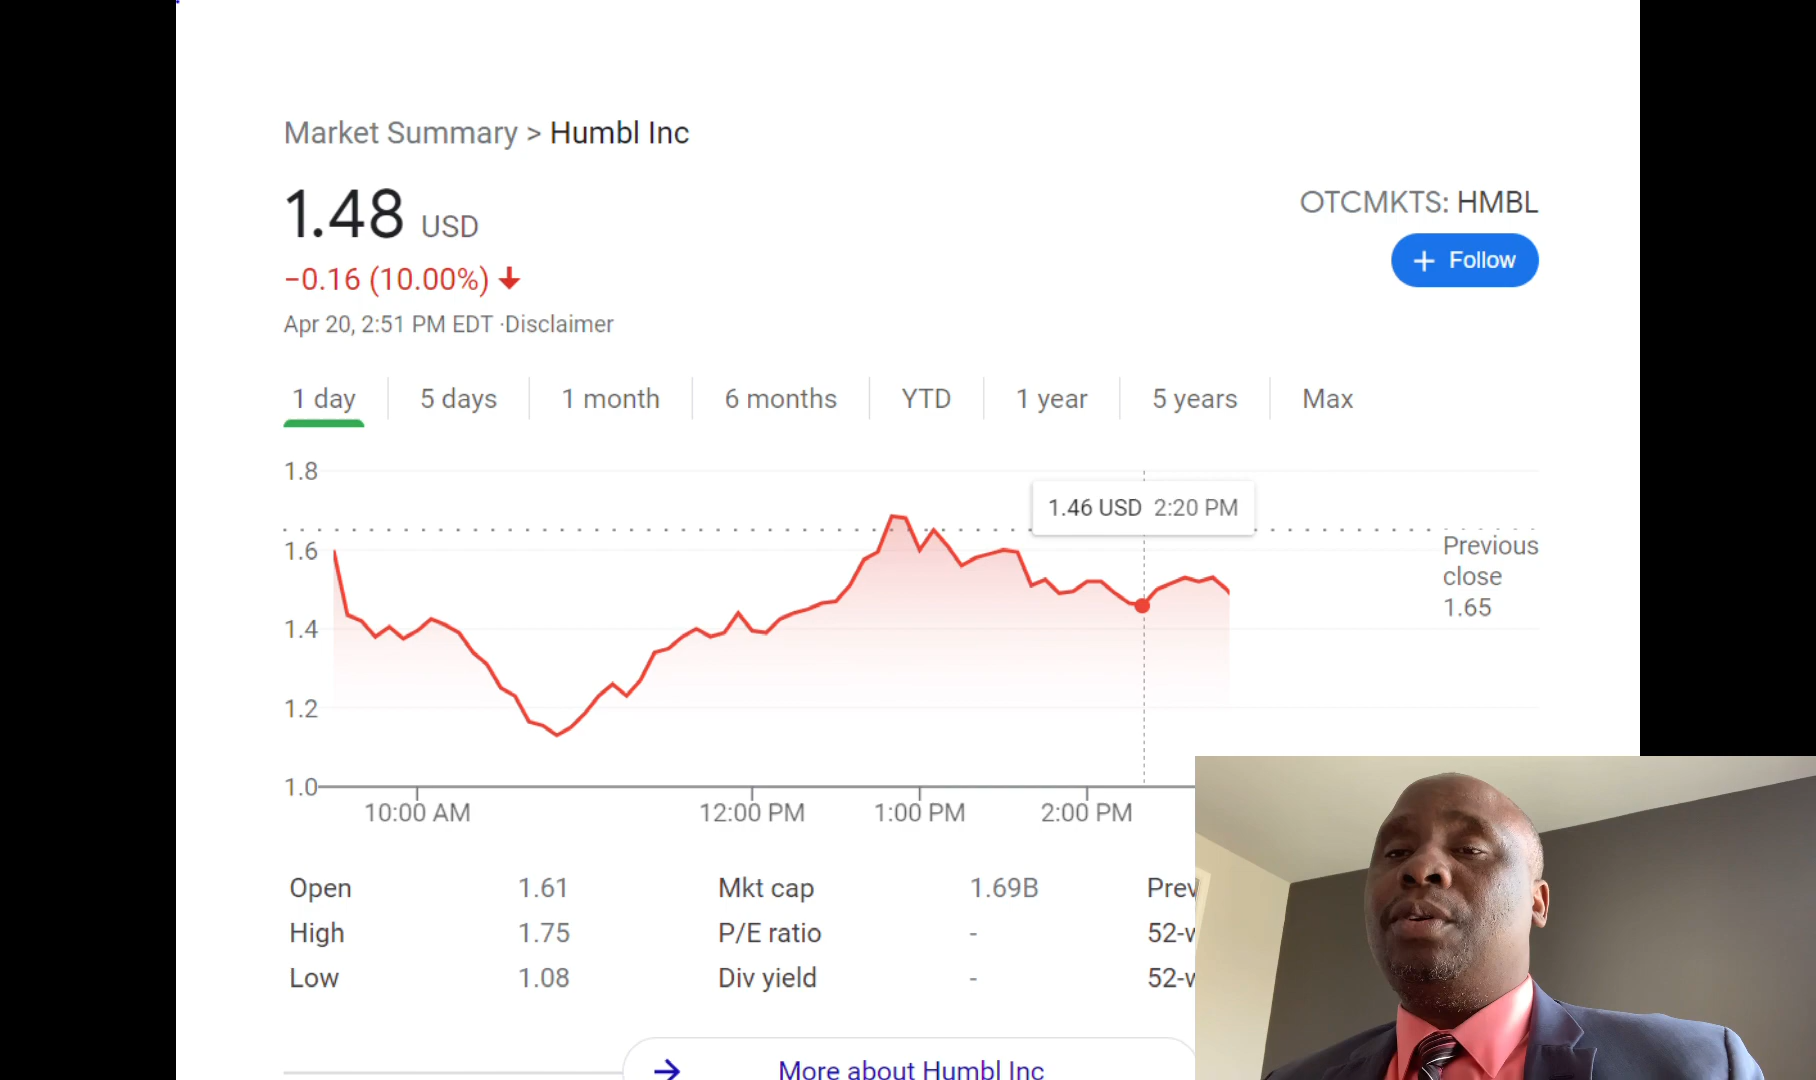 Market Summary > Humbl Inc
1.48 USD
OTCMKTS: HMBL
−0.16 (10.00%)
+ Follow
Apr 20, 2:51 PM EDT ·Disclaimer
1 day 5 days 1 month 6 months YTD 1 year 5 years Max
1.8
1.46 USD 2:20 PM
1.6
Previous
close
1.65
1.4
1.2
1.0
10:00 AM 12:00 PM 1:00 PM 2:00 PM
Open 1.61 Mkt cap 1.69B Prev
High 1.75 P/E ratio - 52-w
Low 1.08 Div yield - 52-w
More about Humbl Inc